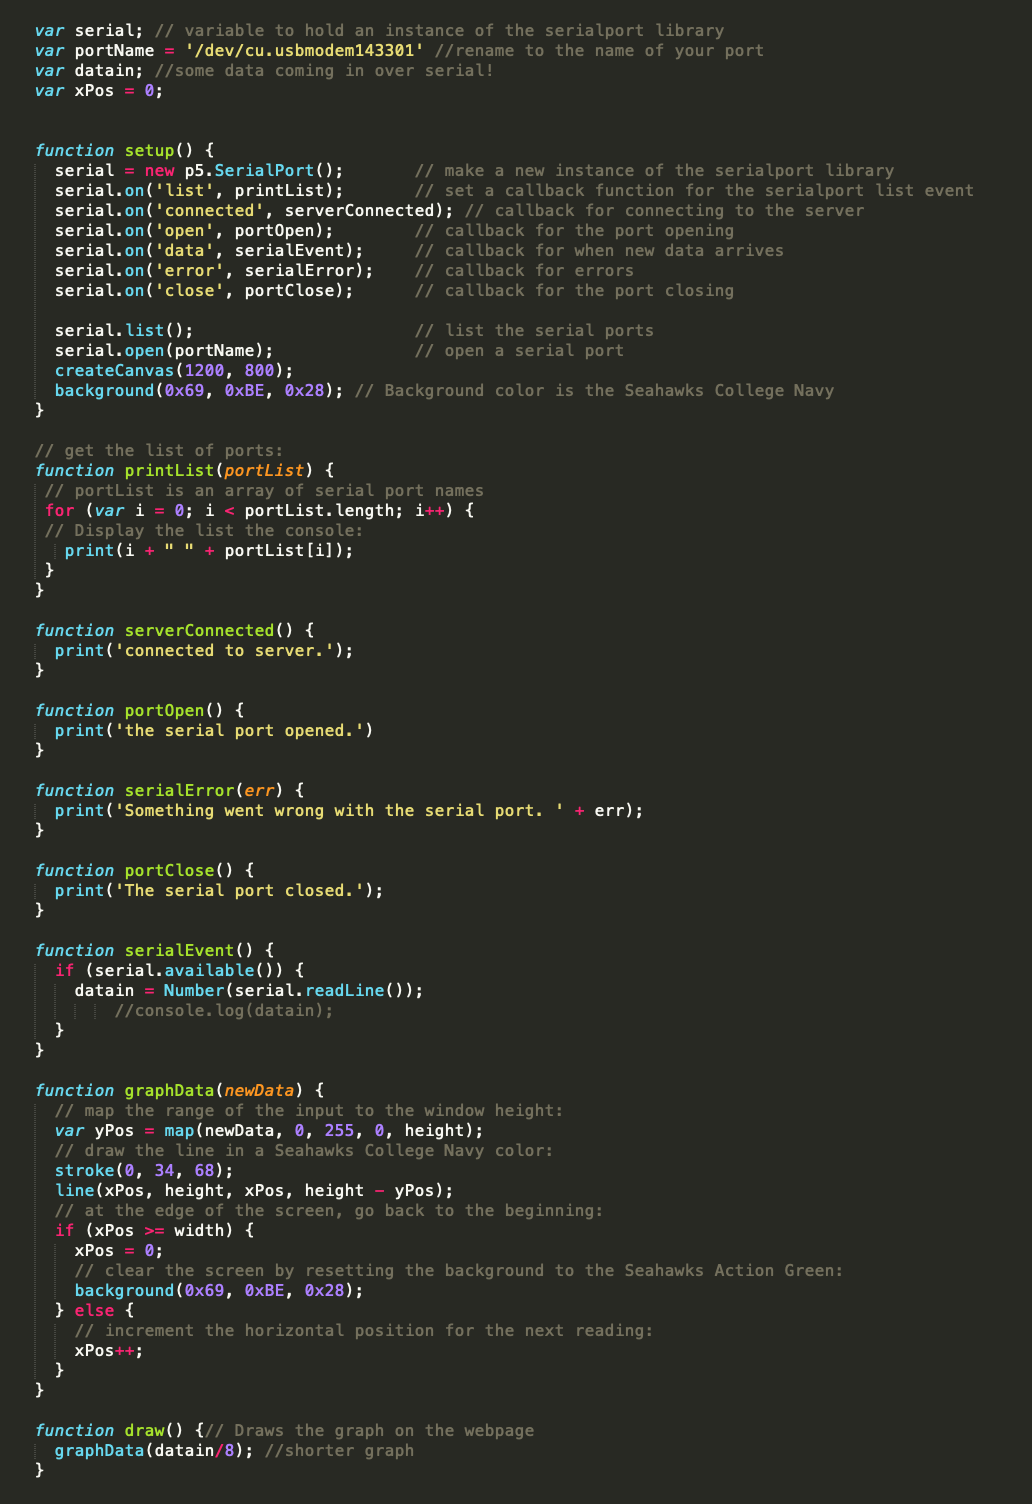 var serial; // variable to hold an instance of the serialport library
var portName = '/dev/cu.usbmodem143301' //rename to the name of your port
var datain; //some data coming in over serial!
var xPos = 0;


function setup() {
  serial = new p5.SerialPort();       // make a new instance of the serialport library
  serial.on('list', printList);       // set a callback function for the serialport list event
  serial.on('connected', serverConnected); // callback for connecting to the server
  serial.on('open', portOpen);        // callback for the port opening
  serial.on('data', serialEvent);     // callback for when new data arrives
  serial.on('error', serialError);    // callback for errors
  serial.on('close', portClose);      // callback for the port closing

  serial.list();                      // list the serial ports
  serial.open(portName);              // open a serial port
  createCanvas(1200, 800);
  background(0x69, 0xBE, 0x28); // Background color is the Seahawks College Navy
}

// get the list of ports:
function printList(portList) {
 // portList is an array of serial port names
 for (var i = 0; i < portList.length; i++) {
 // Display the list the console:
   print(i + " " + portList[i]);
 }
}

function serverConnected() {
  print('connected to server.');
}

function portOpen() {
  print('the serial port opened.')
}

function serialError(err) {
  print('Something went wrong with the serial port. ' + err);
}

function portClose() {
  print('The serial port closed.');
}

function serialEvent() {
  if (serial.available()) {
    datain = Number(serial.readLine());
        //console.log(datain);
  }
}

function graphData(newData) {
  // map the range of the input to the window height:
  var yPos = map(newData, 0, 255, 0, height);
  // draw the line in a Seahawks College Navy color:
  stroke(0, 34, 68);
  line(xPos, height, xPos, height - yPos);
  // at the edge of the screen, go back to the beginning:
  if (xPos >= width) {
    xPos = 0;
    // clear the screen by resetting the background to the Seahawks Action Green:
    background(0x69, 0xBE, 0x28);
  } else {
    // increment the horizontal position for the next reading:
    xPos++;
  }
}

function draw() {// Draws the graph on the webpage
  graphData(datain/8); //shorter graph
}